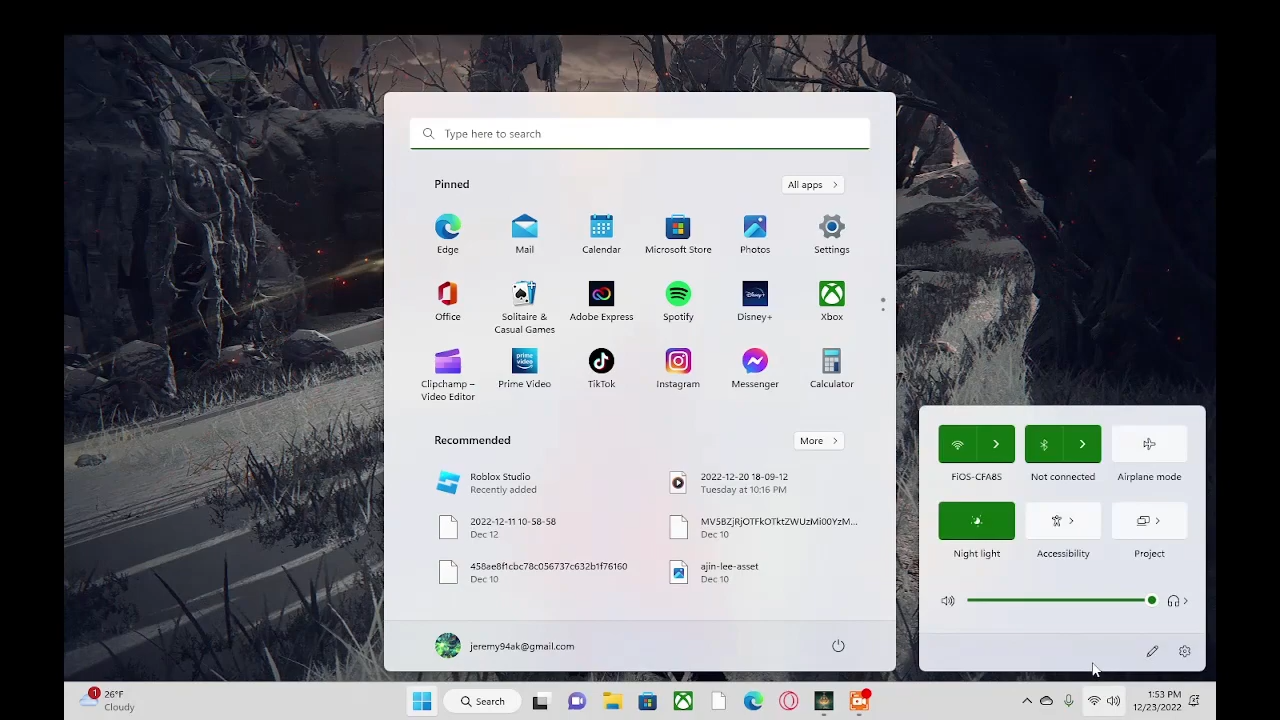 Type here to search
Pinned
All apps
Edge
Mail
Calendar
Microsoft Store
Photos
Settings
Office
Solitaire &
Casual Games
Adobe Express
Spotify
Disney+
Xbox
Clipchamp –
Video Editor
prime
video
Prime Video
TikTok
Instagram
Messenger
Calculator
Recommended
More
Roblox Studio
Recently added
2022-12-20 18-09-12
Tuesday at 10:16 PM
2022-12-11 10-58-58
Dec 12
MV5BZjRjOTFkOTktZWUzMi00YzM...
Dec 10
458ae8f1cbc78c056737c632b1f76160
Dec 10
ajin-lee-asset
Dec 10
jeremy94ak@gmail.com
FiOS-CFA8S
Not connected
Airplane mode
Night light
Accessibility
Project
1
26°F
Cloudy
Search
1:53 PM
12/23/2022